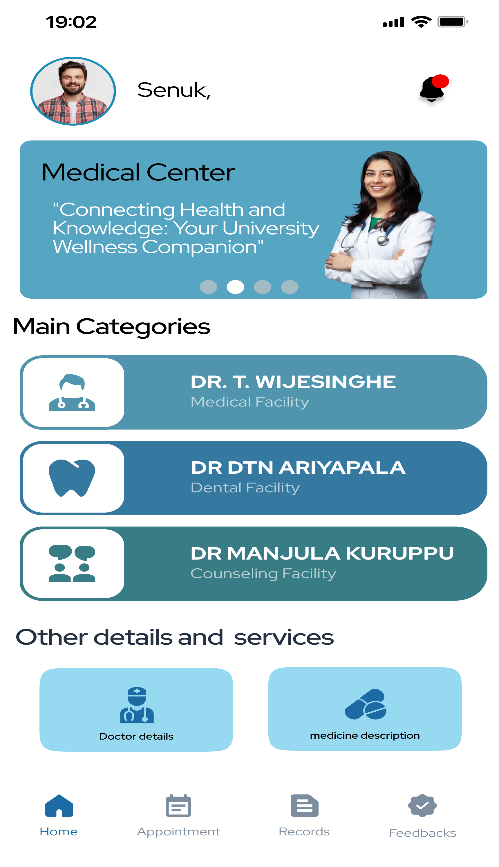 19:02
Senuk,
Medical Center
"Connecting Health and
Knowledge: Your University
Wellness Companion"
Main Categories
DR. T. WIJESINGHE
Medical Facility
DR DTN ARIYAPALA
Dental Facility
DR MANJULA KURUPPU
Counseling Facility
Other details and services
Doctor details
medicine description
Home
Appointment
Records
Feedbacks